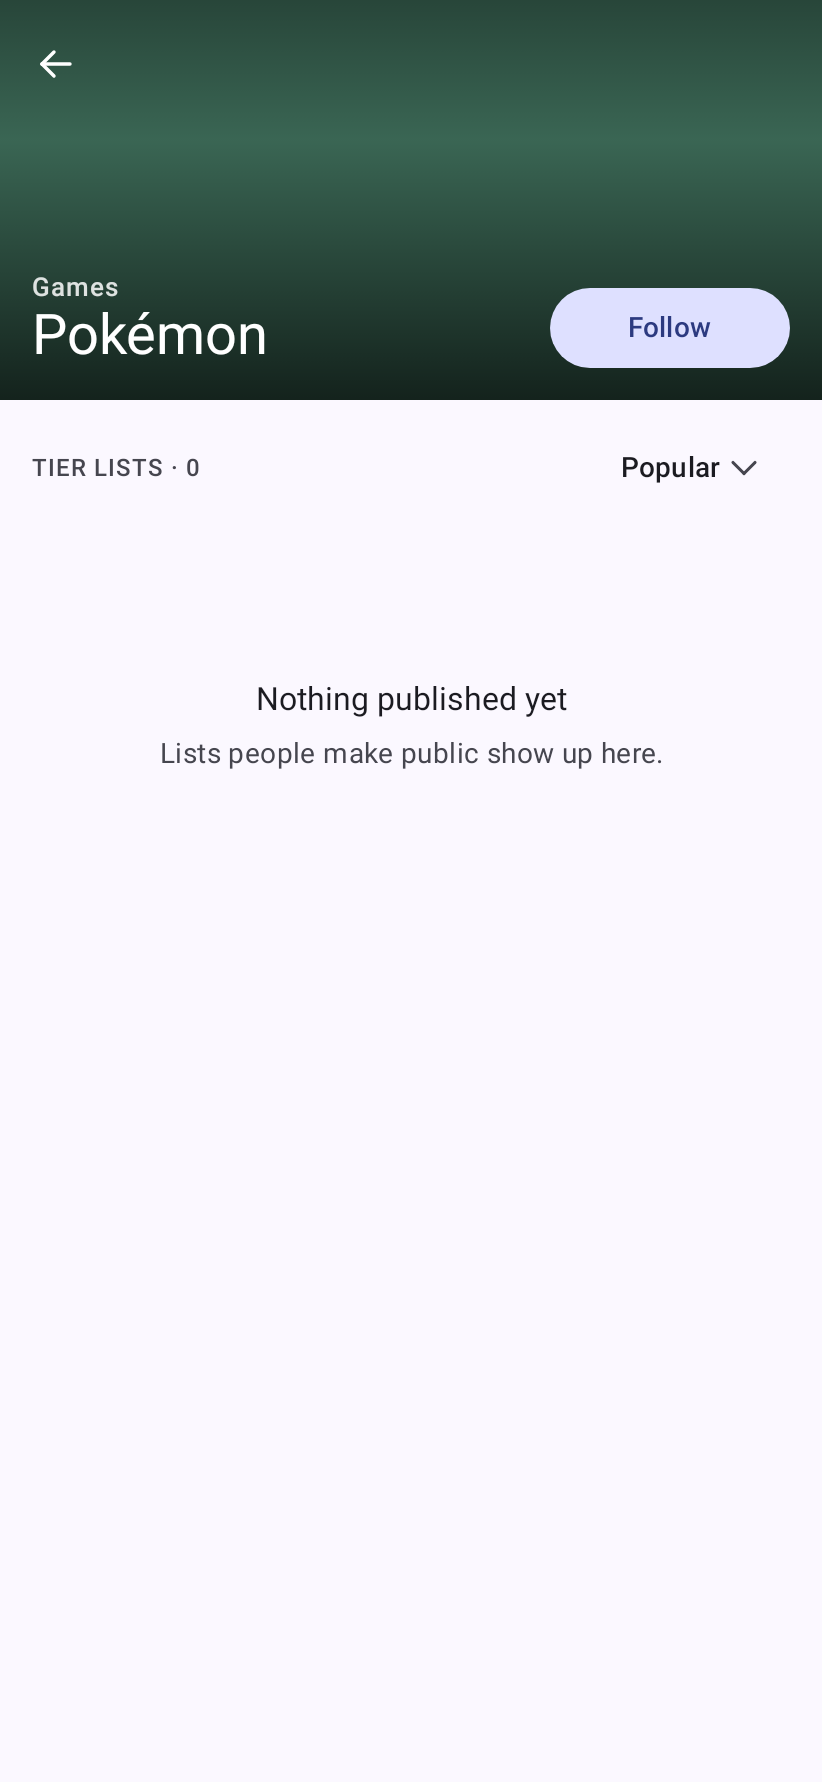 Games
Pokémon
Follow
TIER LISTS · 0
Popular
Nothing published yet
Lists people make public show up here.